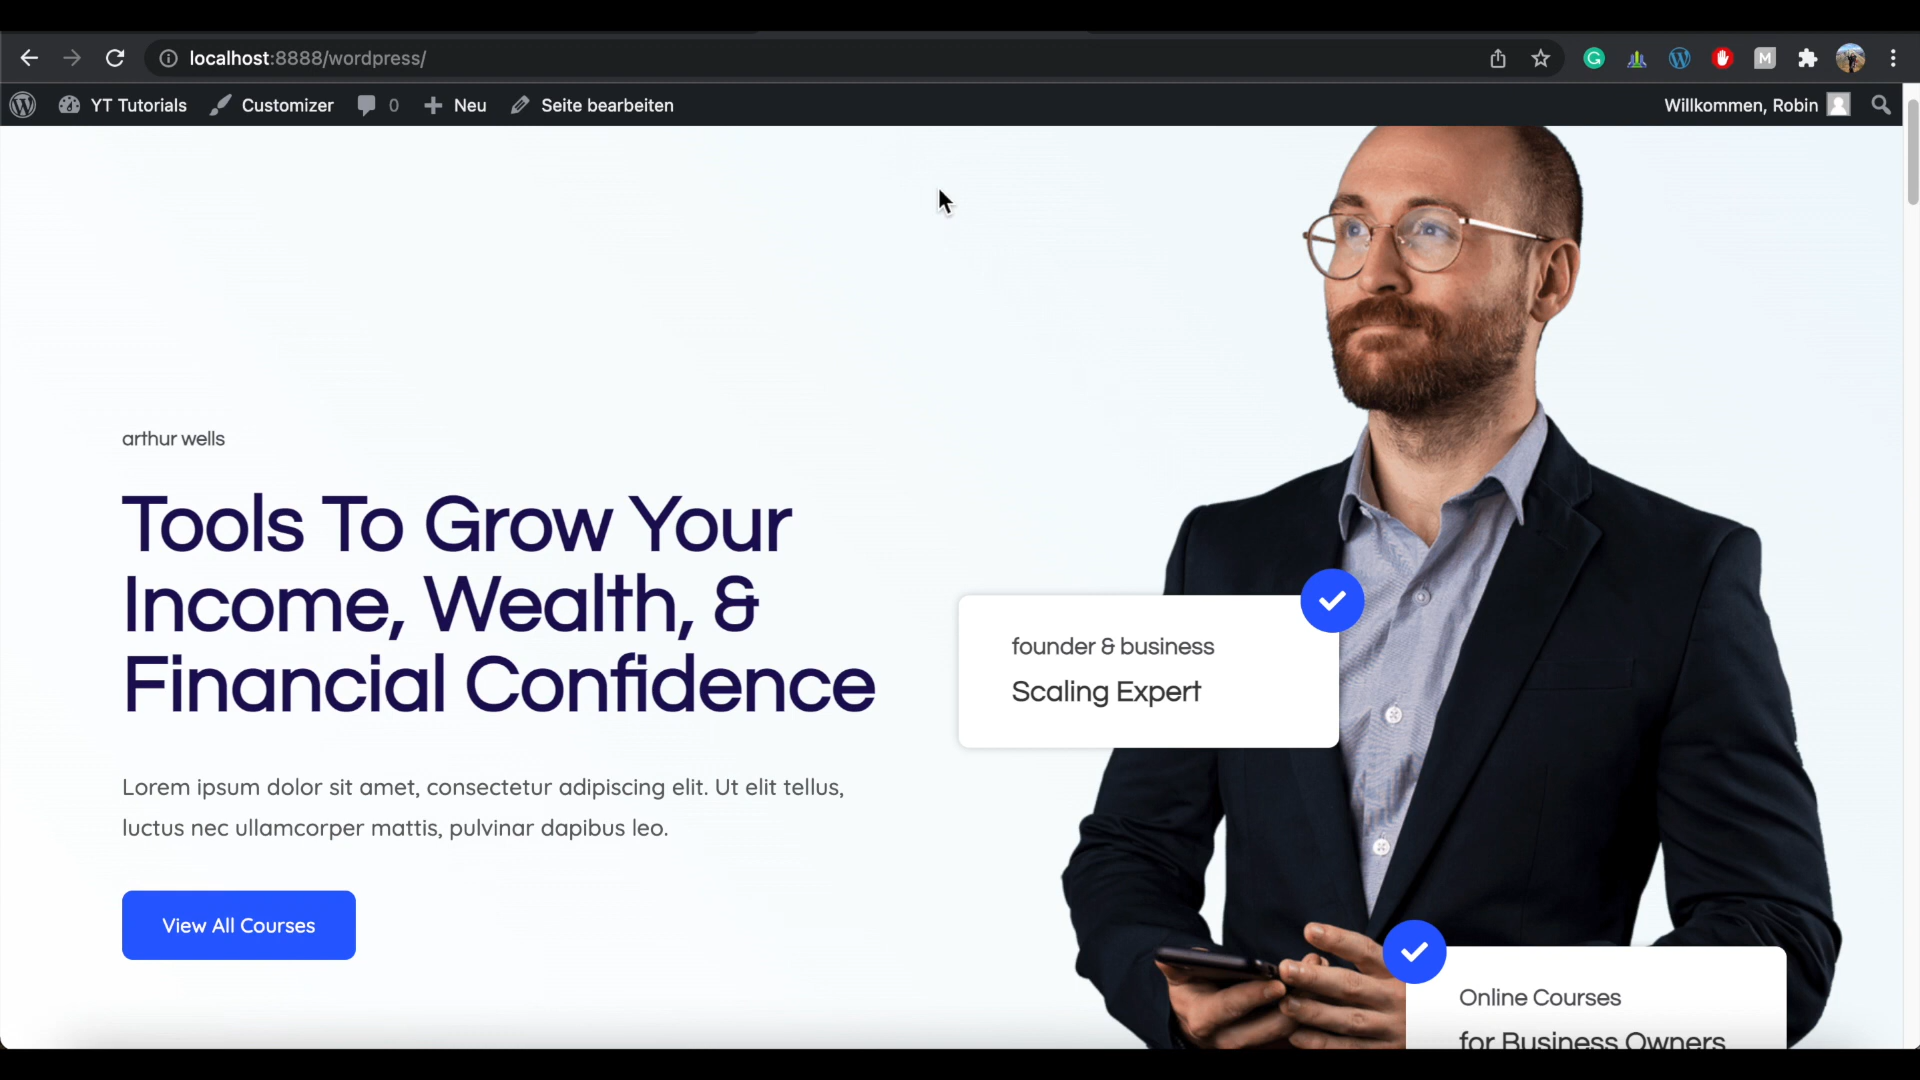 localhost:8888/wordpress/
YT Tutorials
Customizer
0
Neu
Seite bearbeiten
Willkommen, Robin
arthur wells
Tools To Grow Your
Income, Wealth, &
Financial Confidence
Lorem ipsum dolor sit amet, consectetur adipiscing elit. Ut elit tellus,
luctus nec ullamcorper mattis, pulvinar dapibus leo.
View All Courses
founder & business
Scaling Expert
Online Courses
for Business Owners